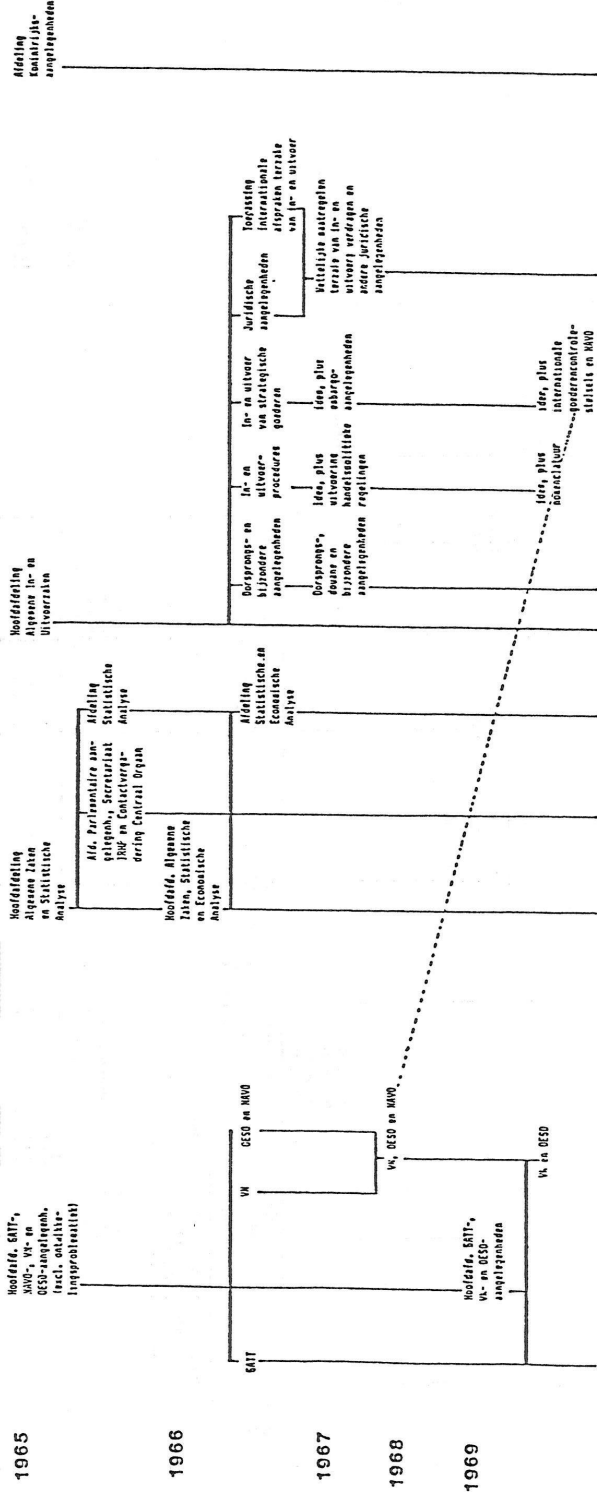 1965
1966
1967
1968
1969
Hoofdafd. GATT-,
NAVO-, VN- en
OESO-aangelegenh.
(excl. ontwikke-
lingsproblematiek)
GATT
VN
OESO en NAVO
VN, OESO en NAVO
Hoofdafd. GATT-,
VN- en OESO-
aangelegenheden
VN en OESO
Hoofdafdeling
Algemene Zaken
en Statistische
Analyse
Afd. Parlementaire aan-
gelegenh., Secretariaat
en Contactverga-
dering Centraal Orgaan
Afdeling
Statistische
Analyse
Hoofdafd. Algemene
Zaken, Statistische
en Economische
Analyse
Afdeling
Statistische en
Economische
Analyse
Hoofdafdeling
Algemene In- en
Uitvoerzaken
Oorsprongs- en
bijzondere
aangelegenheden
In- en
uitvoer-
procedures
In- en uitvoer
van strategische
goederen
Juridische
aangelegenheden
Toepassing
internationale
afspraken terzake
van in- en uitvoer
Oorsprongs-,
douane en
bijzondere
aangelegenheden
idem, plus
uitvoering
handelspolitieke
regelingen
idem, plus
embargo-
aangelegenheden
Wettelijke maatregelen
terzake van in- en
uitvoer, verdragen en
andere juridische
aangelegenheden
idem, plus
nomenclatuur
idem, plus
internationale
goederencontrole-
stelsels en NAVO
Afdeling
Koninkrijks-
aangelegenheden